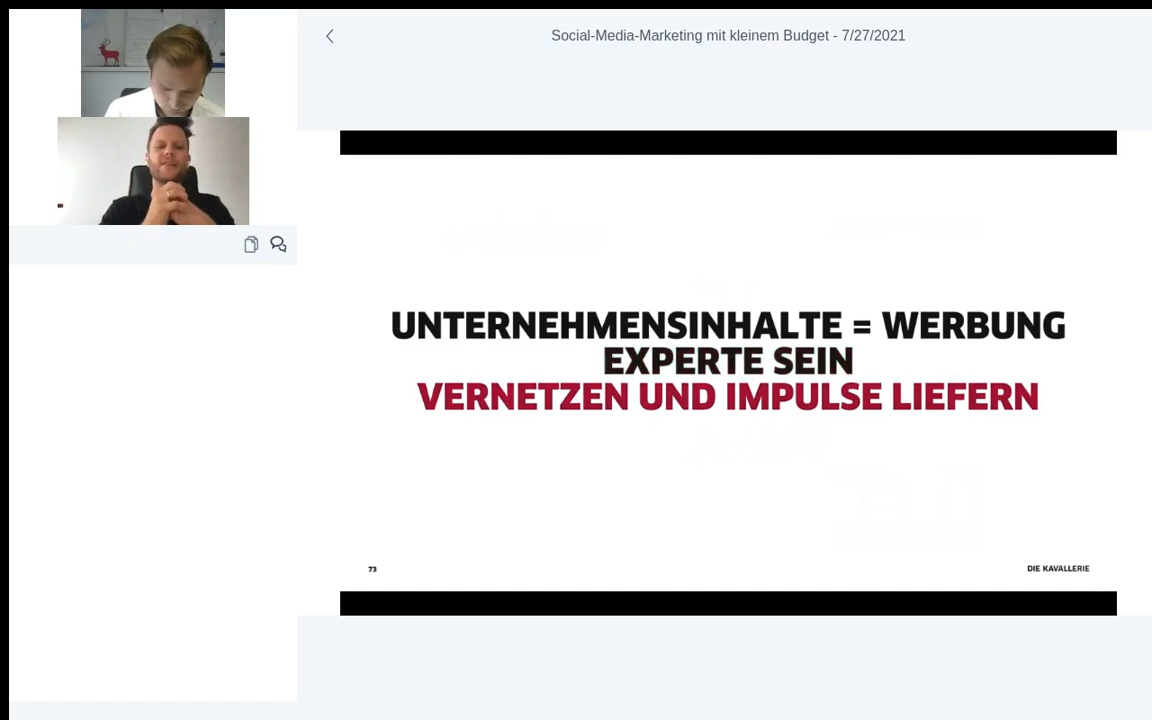 Social-Media-Marketing mit kleinem Budget - 7/27/2021
UNTERNEHMENSINHALTE = WERBUNG
EXPERTE SEIN
VERNETZEN UND IMPULSE LIEFERN
73
DIE KAVALLERIE